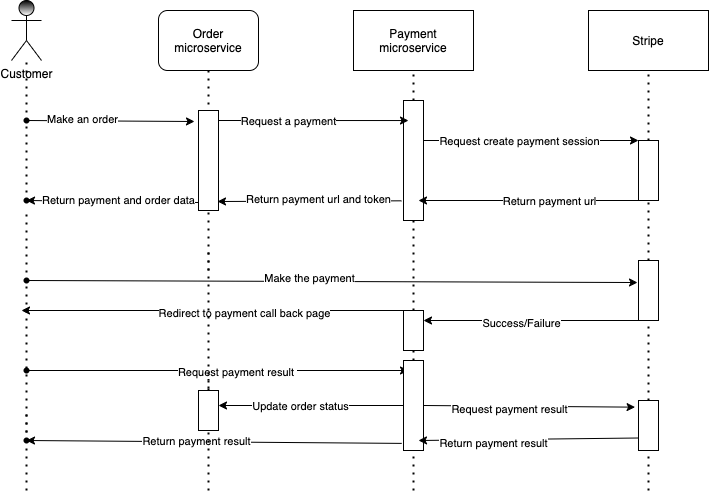 Order
microservice
Payment
microservice
Stripe
Customer
Make an order
Request a payment
Request create payment session
Return payment and order data
Return payment url and token
Return payment url
Make the payment
Redirect to payment call back page
Success/Failure
Request payment result
Update order status
Request payment result
Return payment result
Return payment result